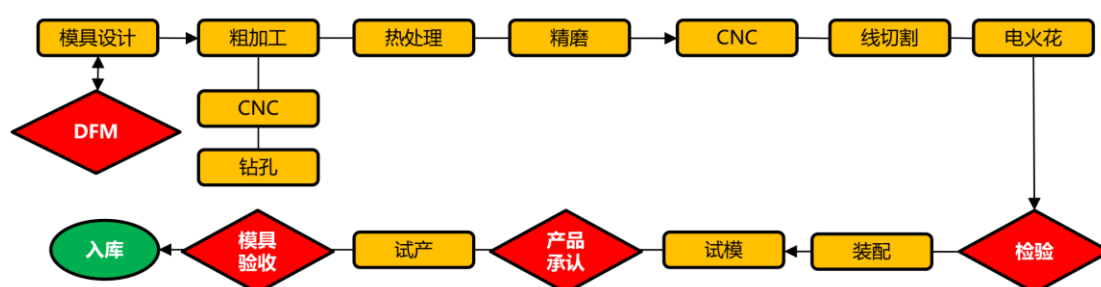 模具设计
粗加工
热处理
精磨
CNC
线切割
电火花
DFM
CNC
钻孔
入库
模具
验收
试产
产品
承认
试模
装配
检验